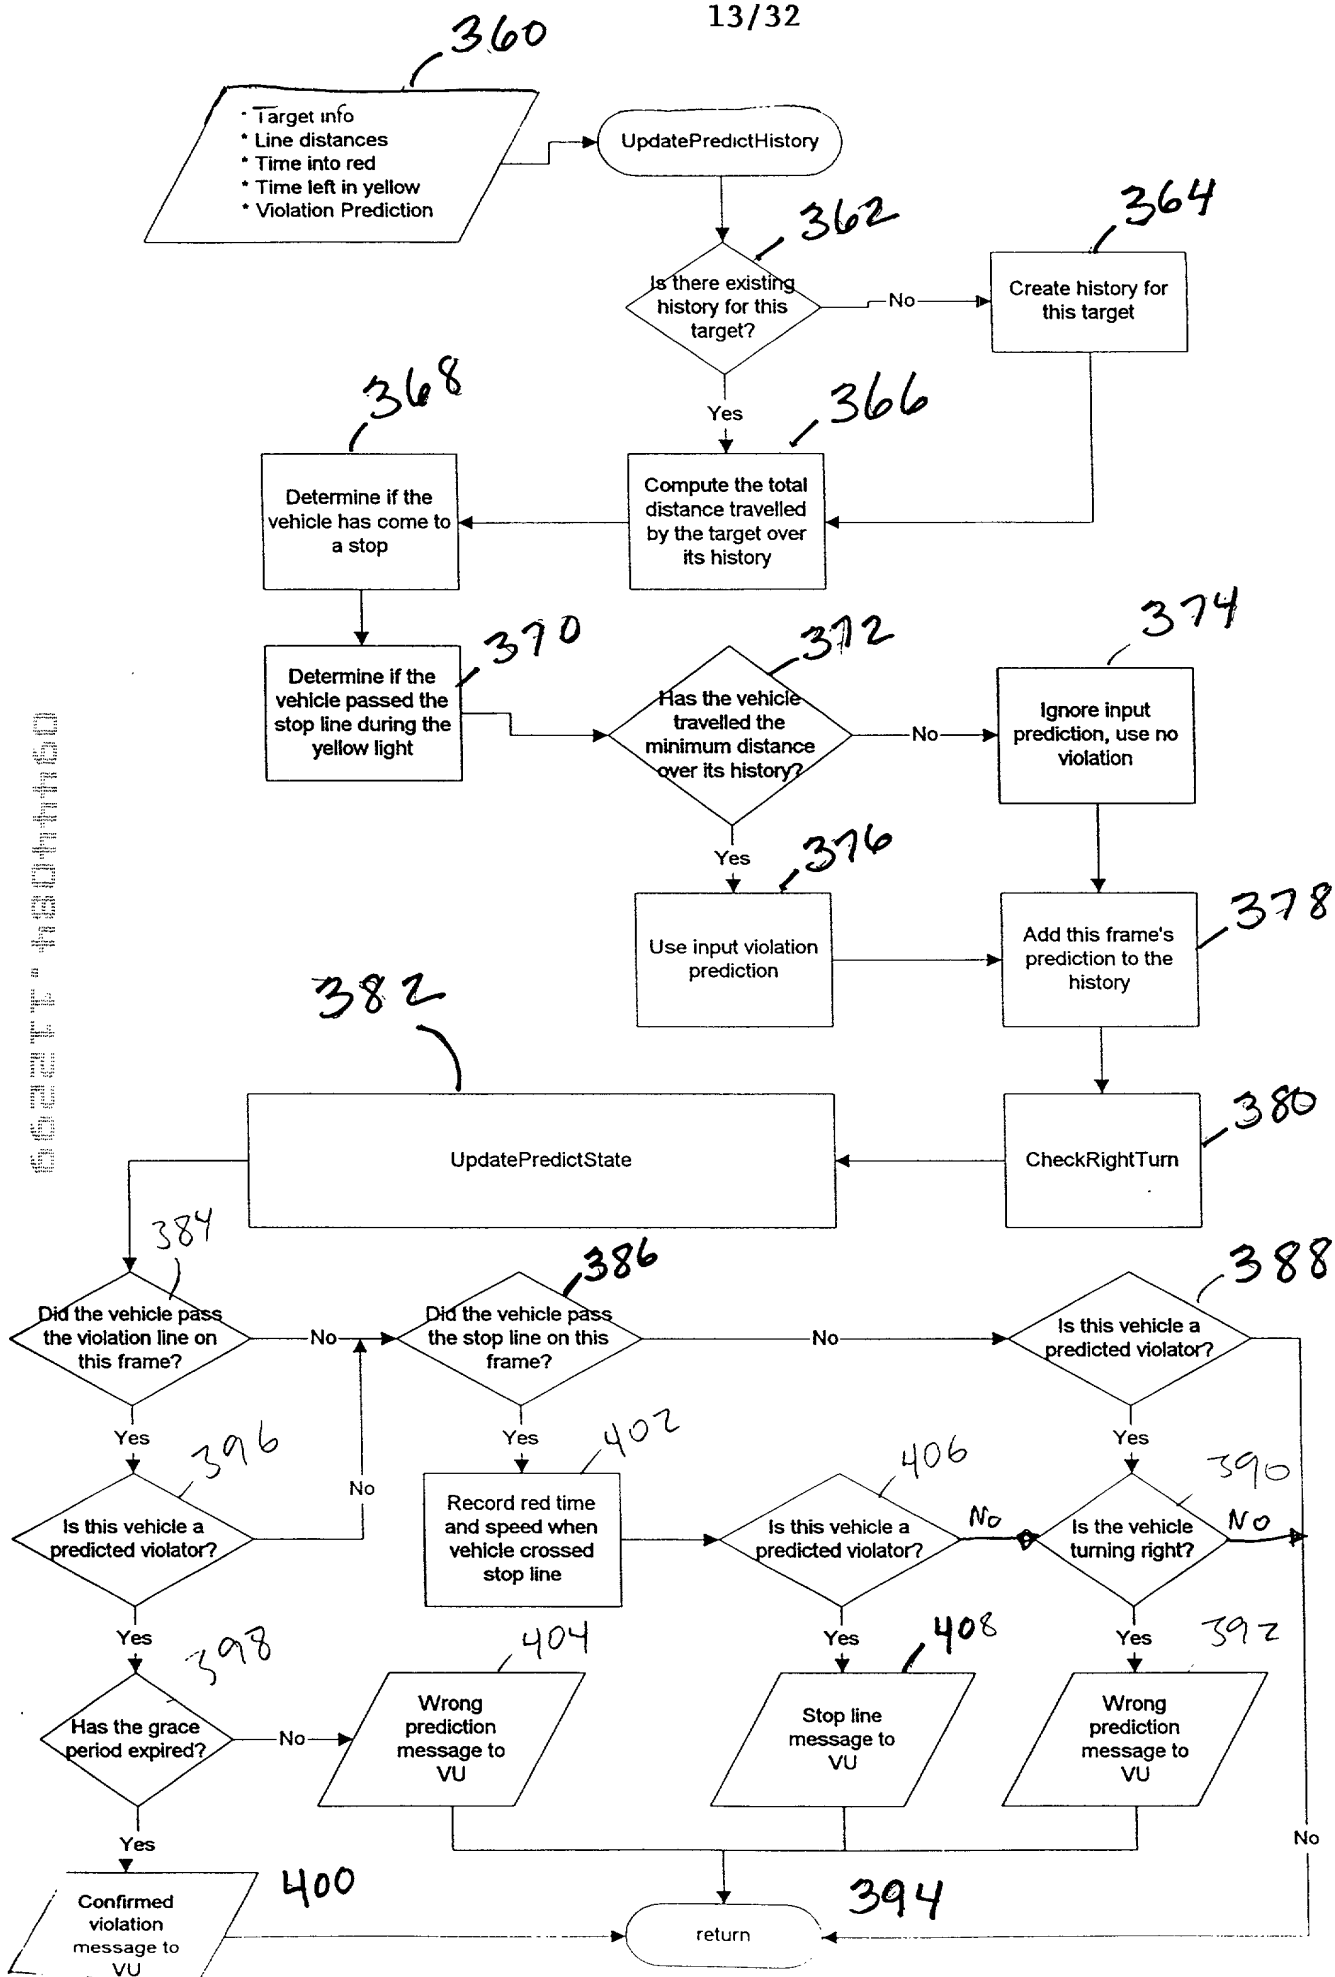 13/32
360
* Target info
* Line distances
* Time into red
* Time left in yellow
* Violation Prediction
UpdatePredictHistory
362
364
Is there existing
history for this
target?
No
Create history for
this target
Yes
366
368
Compute the total
distance travelled
by the target over
its history
Determine if the
vehicle has come to
a stop
370
Determine if the
vehicle passed the
stop line during the
yellow light
372
Has the vehicle
travelled the
minimum distance
over its history?
No
374
Ignore input
prediction, use no
violation
Yes
376
Use input violation
prediction
378
Add this frame's
prediction to the
history
380
CheckRightTurn
382
UpdatePredictState
384
Did the vehicle pass
the violation line on
this frame?
No
386
Did the vehicle pass
the stop line on this
frame?
No
388
Is this vehicle a
predicted violator?
Yes
396
Is this vehicle a
predicted violator?
No
Yes
402
Record red time
and speed when
vehicle crossed
stop line
406
Is this vehicle a
predicted violator?
No
Yes
390
Is the vehicle
turning right?
No
Yes
398
Has the grace
period expired?
No
404
Wrong
prediction
message to
VU
Yes
408
Stop line
message to
VU
Yes
392
Wrong
prediction
message to
VU
No
Yes
400
Confirmed
violation
message to
VU
394
return